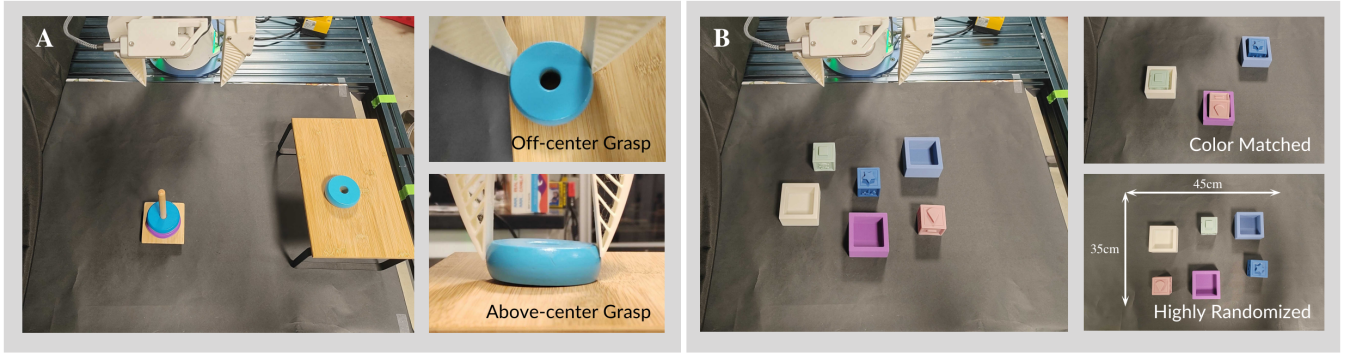 A
Off-center Grasp
Above-center Grasp
B
Color Matched
45cm
35cm
Highly Randomized